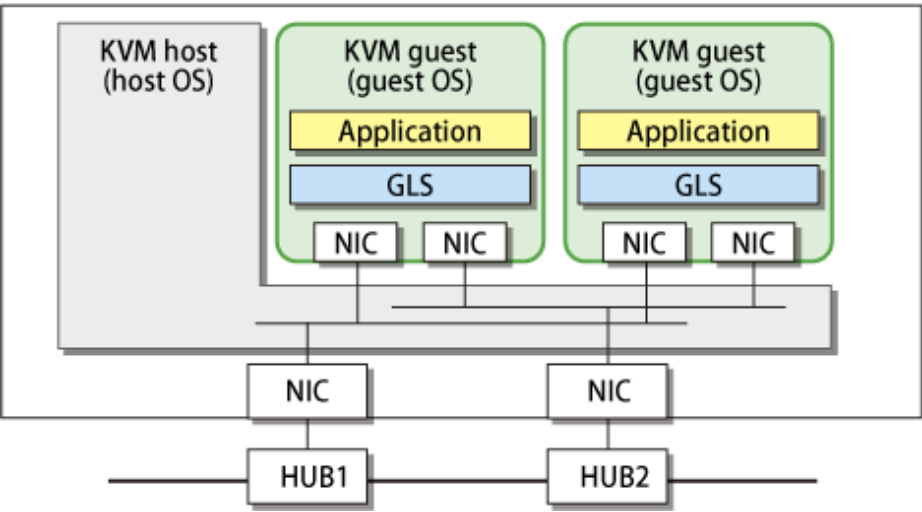 KVM host
(host OS)
KVM guest
(guest OS)
Application
GLS
NIC
NIC
KVM guest
(guest OS)
Application
GLS
NIC
NIC
NIC
NIC
HUB1
HUB2